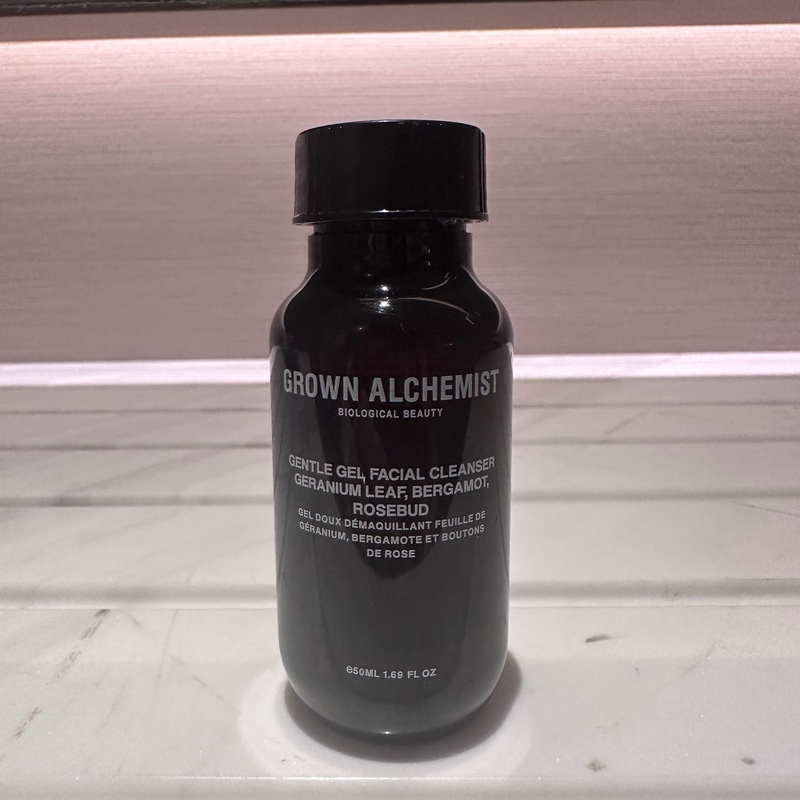 GROWN ALCHEMIST
BIOLOGICAL BEAUTY
GENTLE GEL FACIAL CLEANSER
GERANIUM LEAF, BERGAMOT,
ROSEBUD
GEL DOUX DÉMAQUILLANT FEUILLE DE
GÉRANIUM, BERGAMOTE ET BOUTONS
DE ROSE
℮50ML 1.69 FL OZ